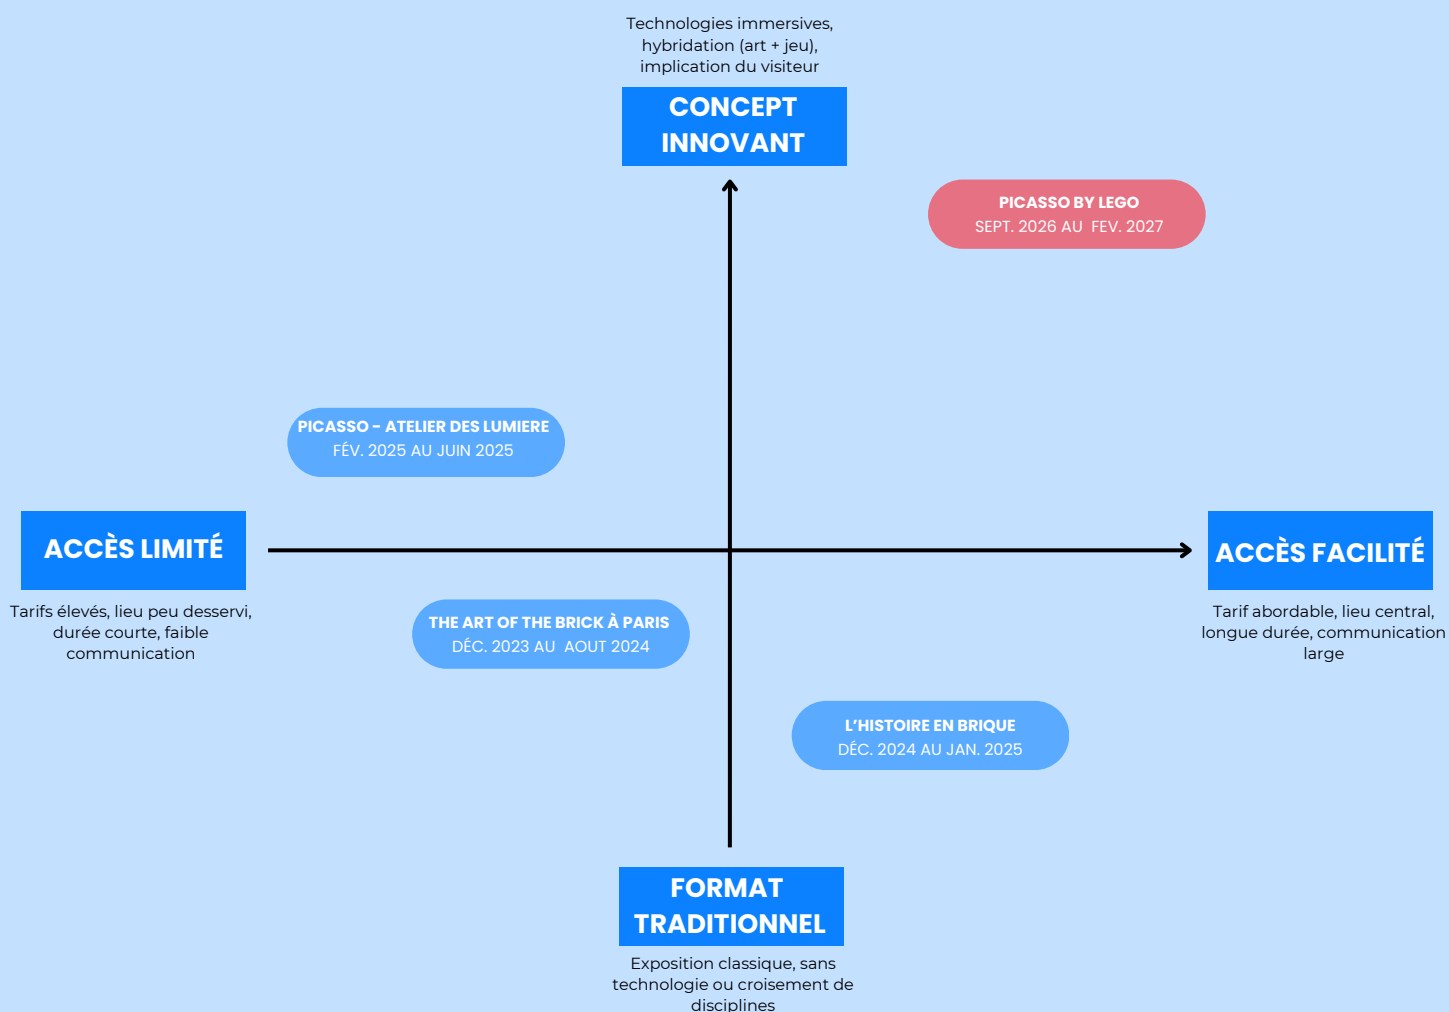 Technologies immersives,
hybridation (art + jeu),
implication du visiteur
CONCEPT
INNOVANT
PICASSO BY LEGO
SEPT. 2026 AU FEV. 2027
PICASSO - ATELIER DES LUMIERE
FÉV. 2025 AU JUIN 2025
ACCÈS LIMITÉ
Tarifs élevés, lieu peu desservi,
durée courte, faible
communication
ACCÈS FACILITÉ
Tarif abordable, lieu central,
longue durée, communication
large
THE ART OF THE BRICK À PARIS
DÉC. 2023 AU AOUT 2024
L'HISTOIRE EN BRIQUE
DÉC. 2024 AU JAN. 2025
FORMAT
TRADITIONNEL
Exposition classique, sans
technologie ou croisement de
disciplines